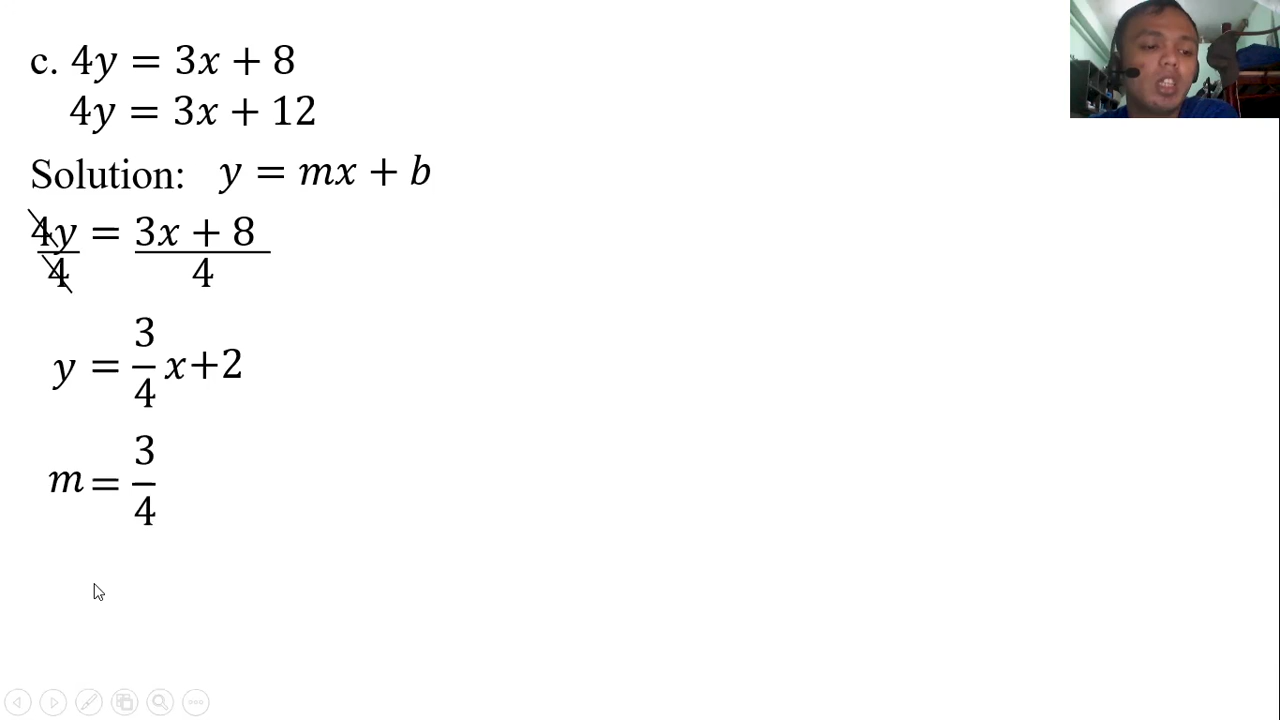 c. 4y = 3x + 8
4y = 3x + 12
Solution: y = mx + b
4y = 3x + 8
4 4
y = 3/4 x+2
m = 3/4